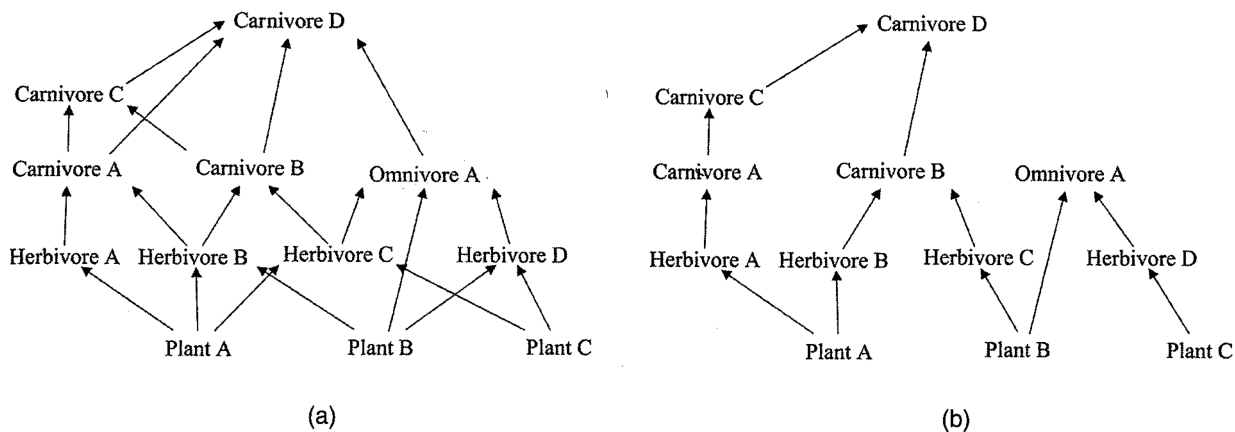 Carnivore D
Carnivore C
Carnivore A Carnivore B Omnivore A
Herbivore A Herbivore B Herbivore C Herbivore D
Plant A Plant B Plant C
(a)
Carnivore D
Carnivore C
Carnivore A Carnivore B Omnivore A
Herbivore A Herbivore B Herbivore C Herbivore D
Plant A Plant B Plant C
(b)